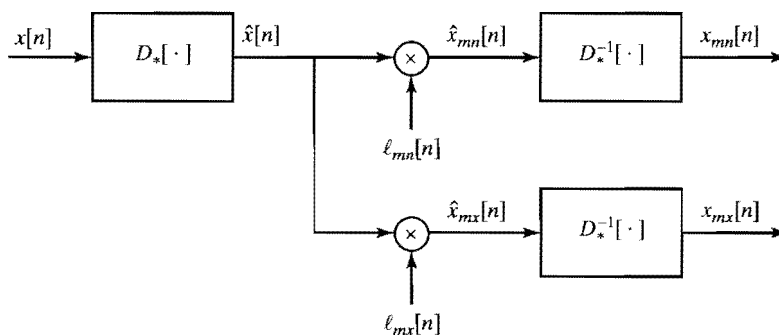 x[n] D∗[ · ] x̂[n] x̂mn[n] D∗⁻¹[ · ] xmn[n]
×
ℓmn[n]
x̂mx[n] D∗⁻¹[ · ] xmx[n]
×
ℓmx[n]